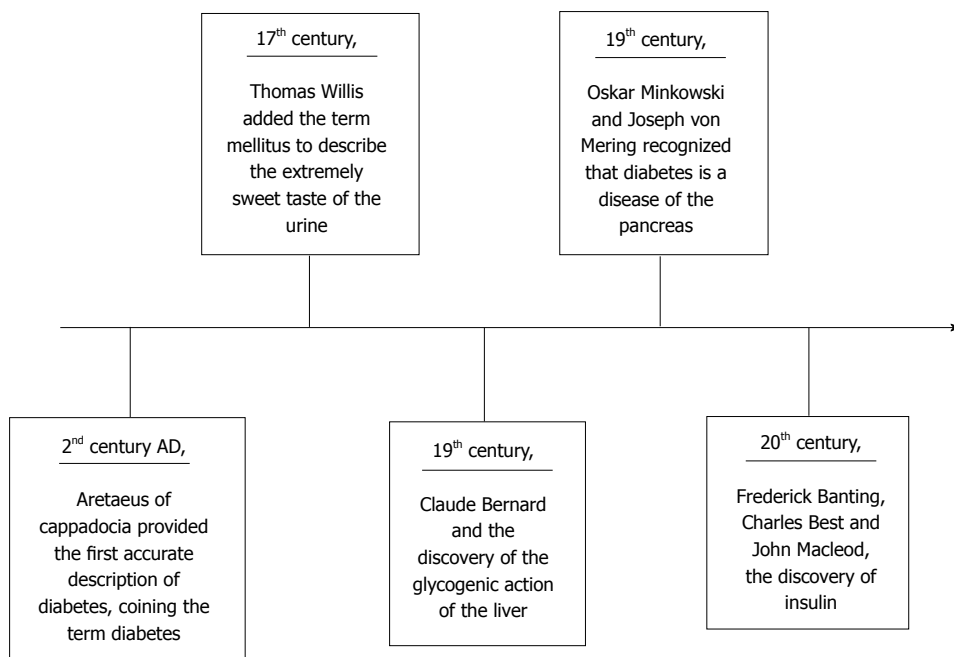 17th century,
Thomas Willis
added the term
mellitus to describe
the extremely
sweet taste of the
urine
19th century,
Oskar Minkowski
and Joseph von
Mering recognized
that diabetes is a
disease of the
pancreas
2nd century AD,
Aretaeus of
cappadocia provided
the first accurate
description of
diabetes, coining the
term diabetes
19th century,
Claude Bernard
and the
discovery of the
glycogenic action
of the liver
20th century,
Frederick Banting,
Charles Best and
John Macleod,
the discovery of
insulin